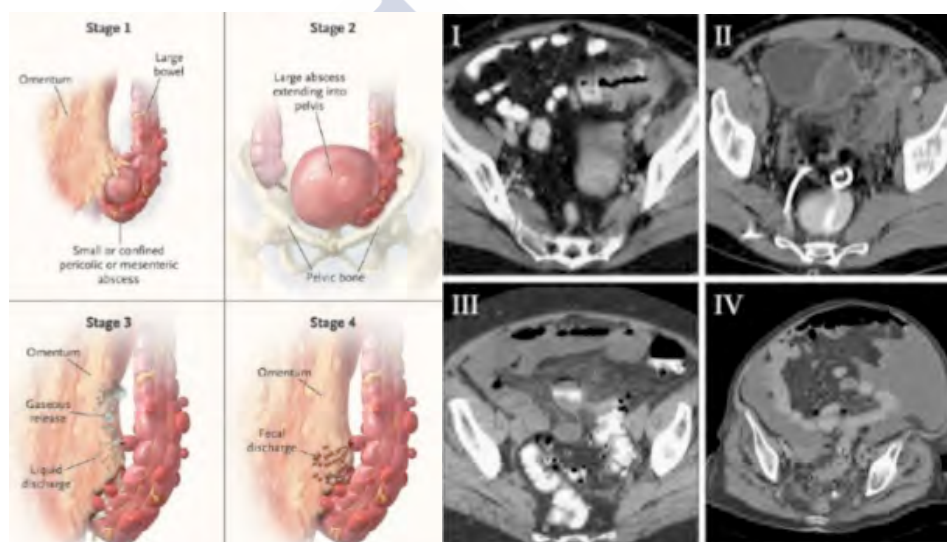 Stage 1
Omentum
Large
bowel
Small or confined
pericolic or mesenteric
abscess
Stage 2
Large abscess
extending into
pelvis
Pelvic bone
Stage 3
Omentum
Gaseous
release
Liquid
discharge
Stage 4
Omentum
Fecal
discharge
I
II
III
IV